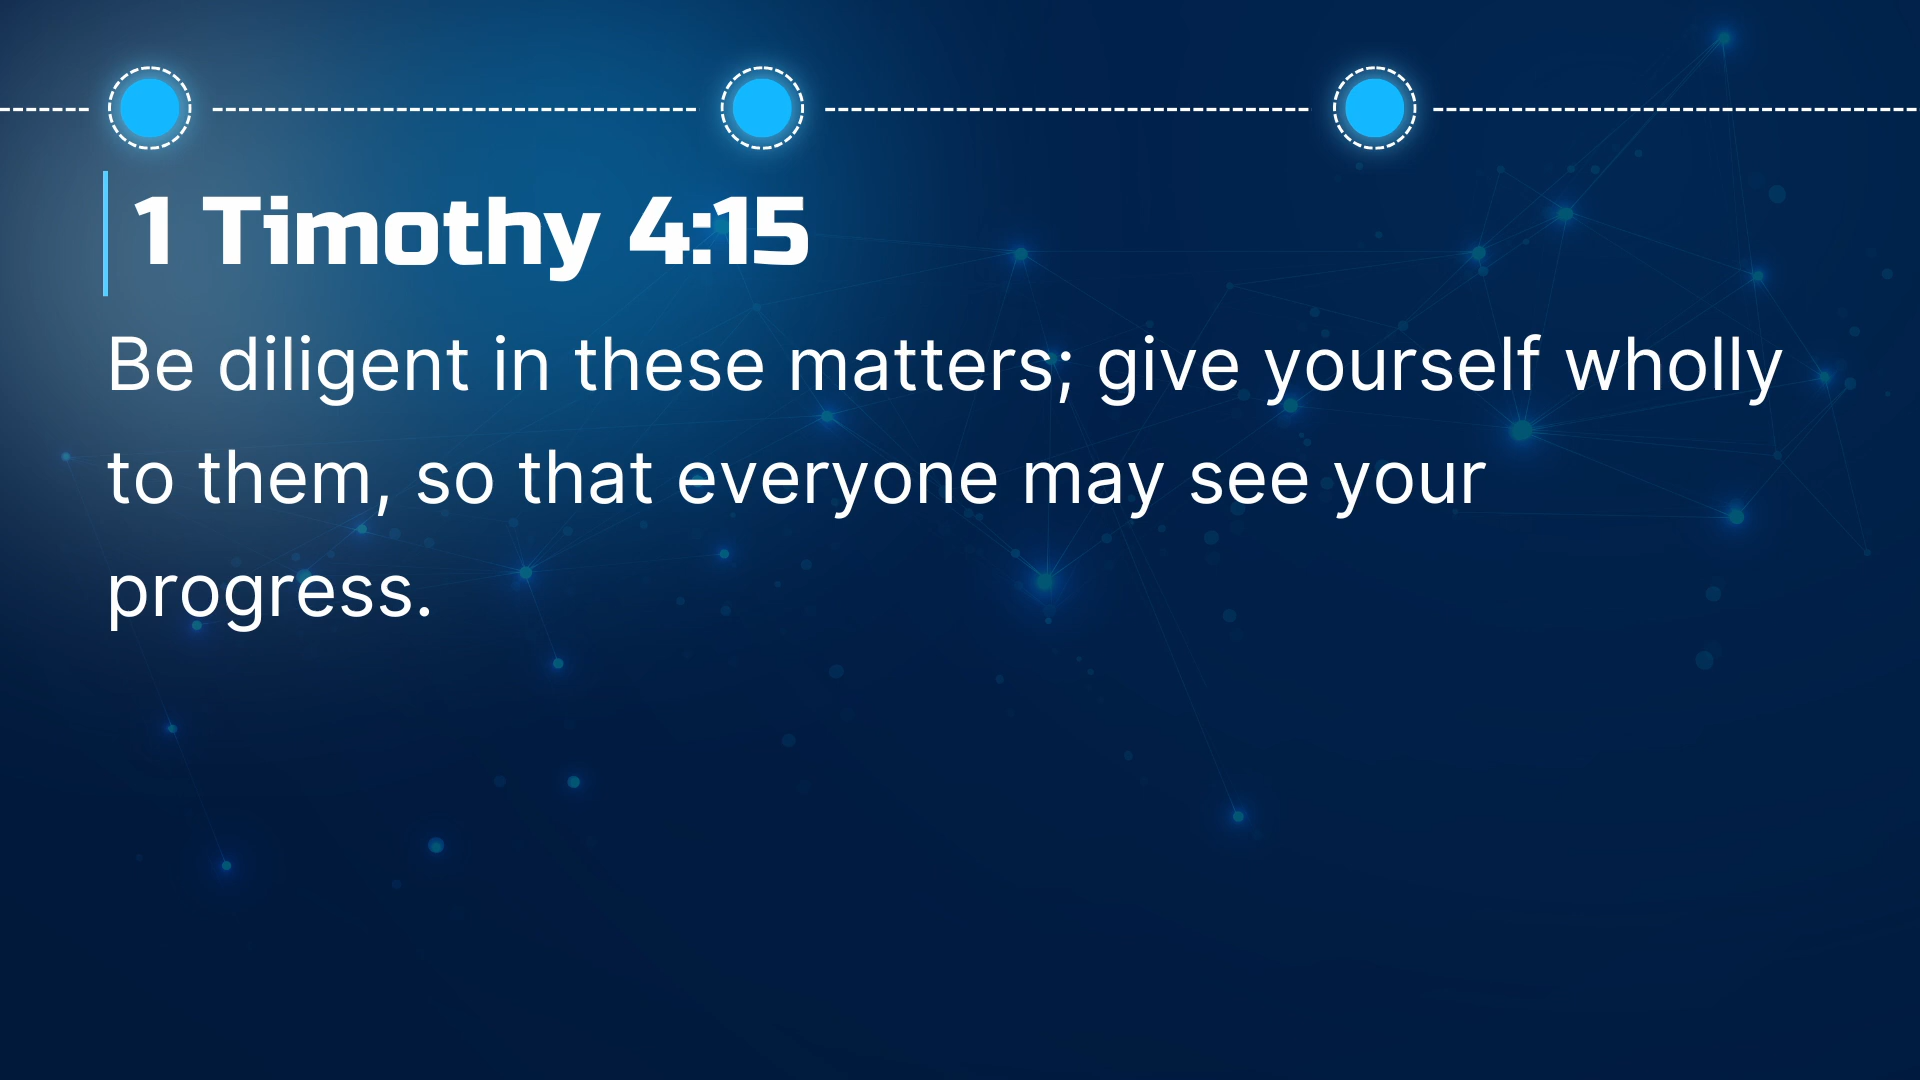 1 Timothy 4:15
Be diligent in these matters; give yourself wholly
to them, so that everyone may see your
progress.